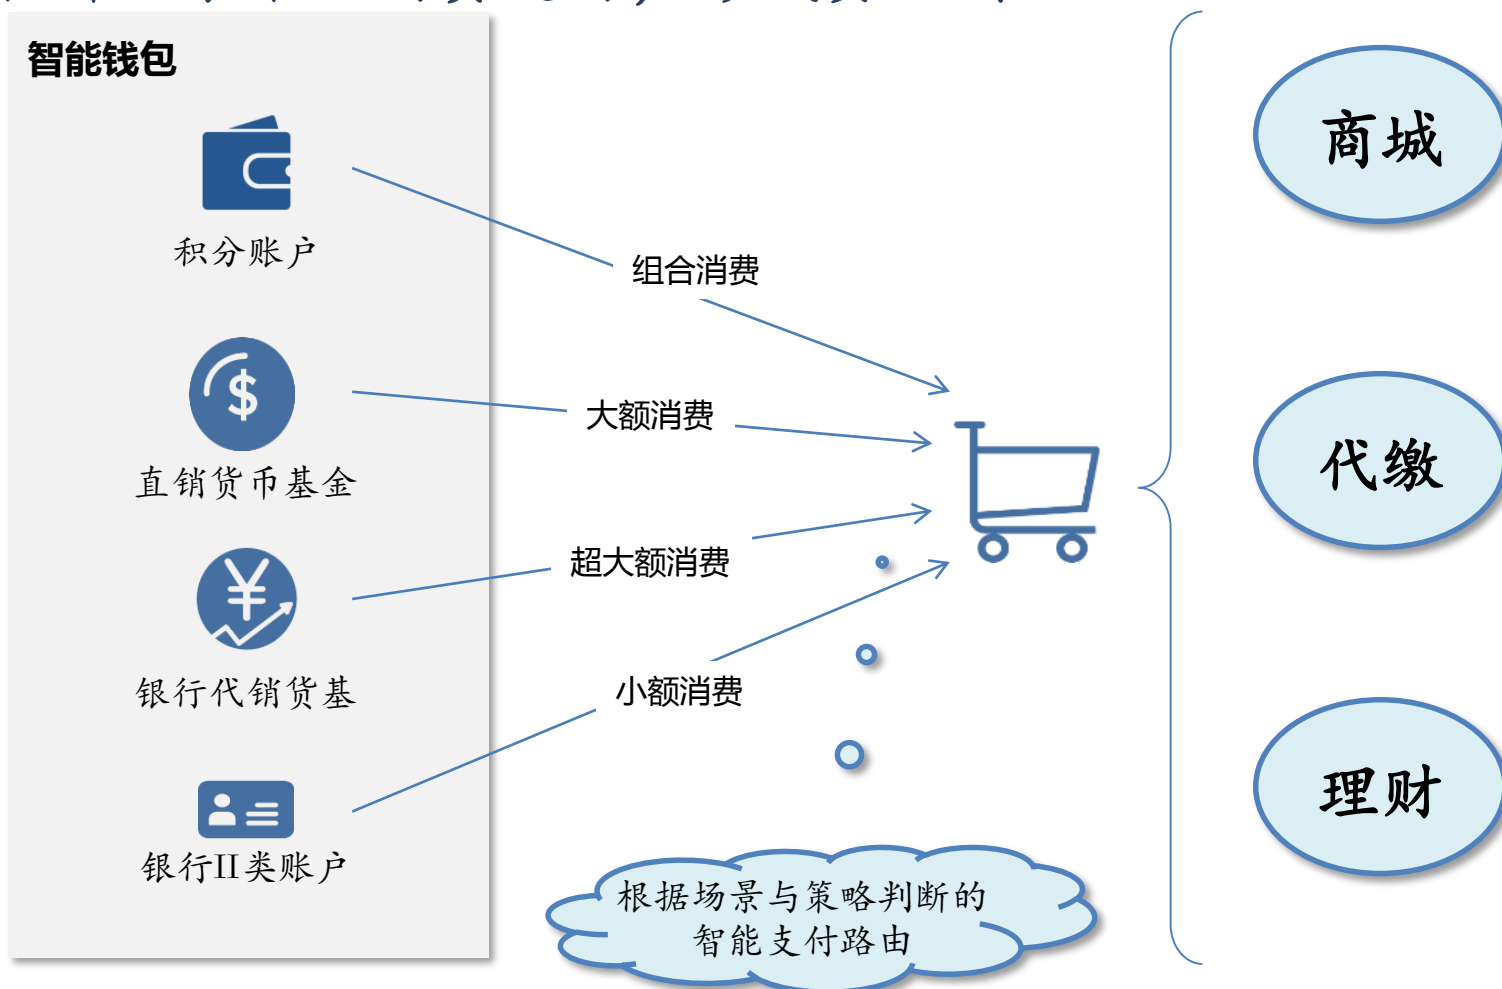 智能钱包
积分账户
组合消费
商城
直销货币基金
大额消费
代缴
银行代销货基
超大额消费
小额消费
银行II类账户
理财
根据场景与策略判断的
智能支付路由